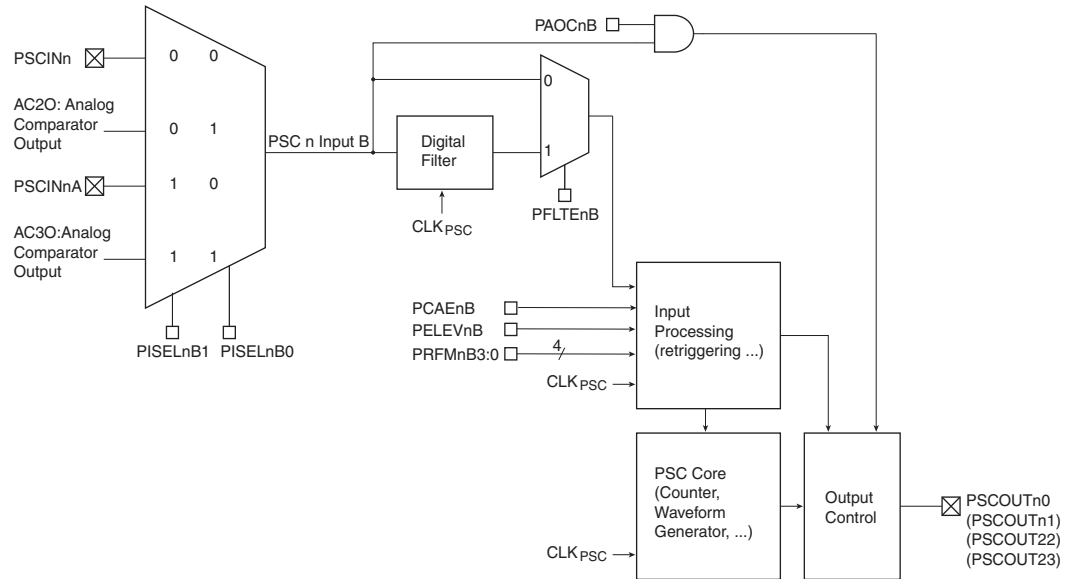 PAOCnB
PSCINn
0 0
AC2O: Analog
Comparator
Output
0 1
PSCINnA
1 0
AC3O:Analog
Comparator
Output
1 1
PISELnB1
PISELnB0
PSC n Input B
Digital
Filter
CLKPSC
0
1
PFLTEnB
PCAEnB
PELEVnB
PRFMnB3:0
4
CLKPSC
Input
Processing
(retriggering ...)
PSC Core
(Counter,
Waveform
Generator, ...)
CLKPSC
Output
Control
PSCOUTn0
(PSCOUTn1)
(PSCOUT22)
(PSCOUT23)